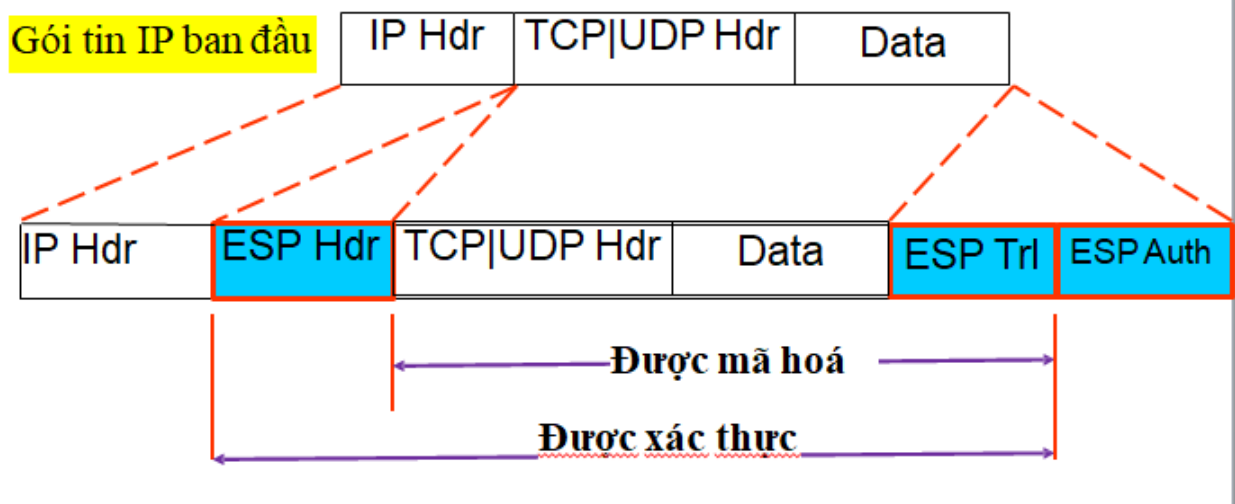 Gói tin IP ban đầu
IP Hdr
TCP|UDP Hdr
Data
IP Hdr
ESP Hdr
TCP|UDP Hdr
Data
ESP Trl
ESP Auth
Được mã hoá
Được xác thực